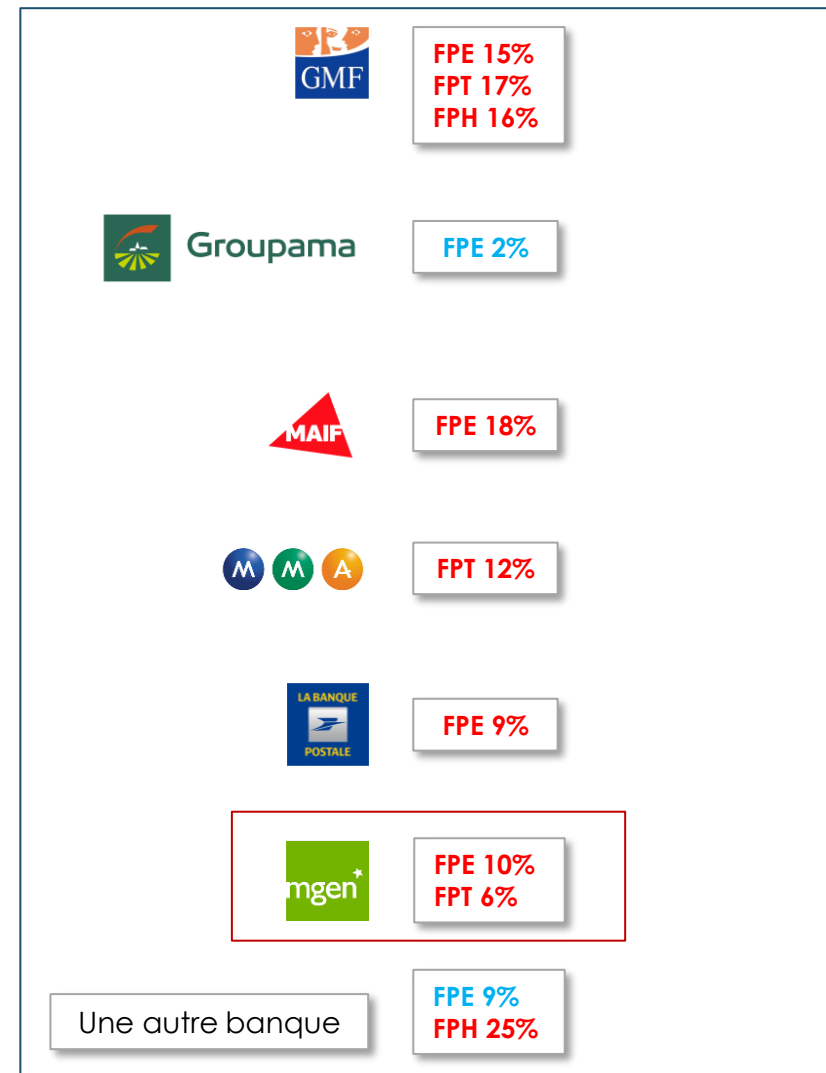 GMF
FPE 15%
FPT 17%
FPH 16%
Groupama
FPE 2%
MAIF
FPE 18%
M M A
FPT 12%
LA BANQUE
POSTALE
FPE 9%
mgen
FPE 10%
FPT 6%
Une autre banque
FPE 9%
FPH 25%